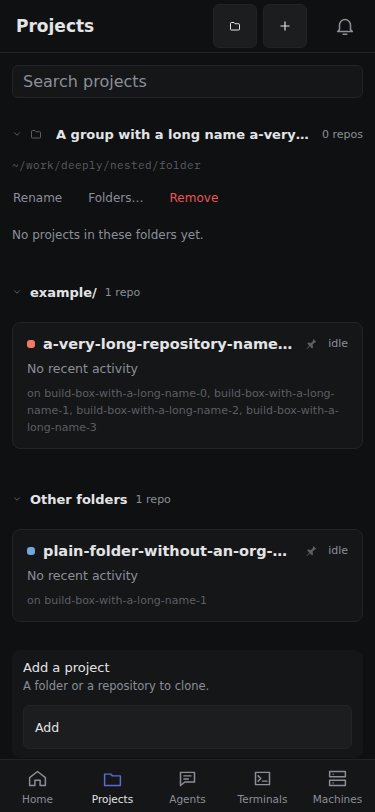 Projects
Search projects
A group with a long name a-very... 0 repos
~/work/deeply/nested/folder
Rename Folders... Remove
No projects in these folders yet.
example/ 1 repo
a-very-long-repository-name... idle
No recent activity
on build-box-with-a-long-name-0, build-box-with-a-long-
name-1, build-box-with-a-long-name-2, build-box-with-a-
long-name-3
Other folders 1 repo
plain-folder-without-an-org-... idle
No recent activity
on build-box-with-a-long-name-1
Add a project
A folder or a repository to clone.
Add
Home Projects Agents Terminals Machines